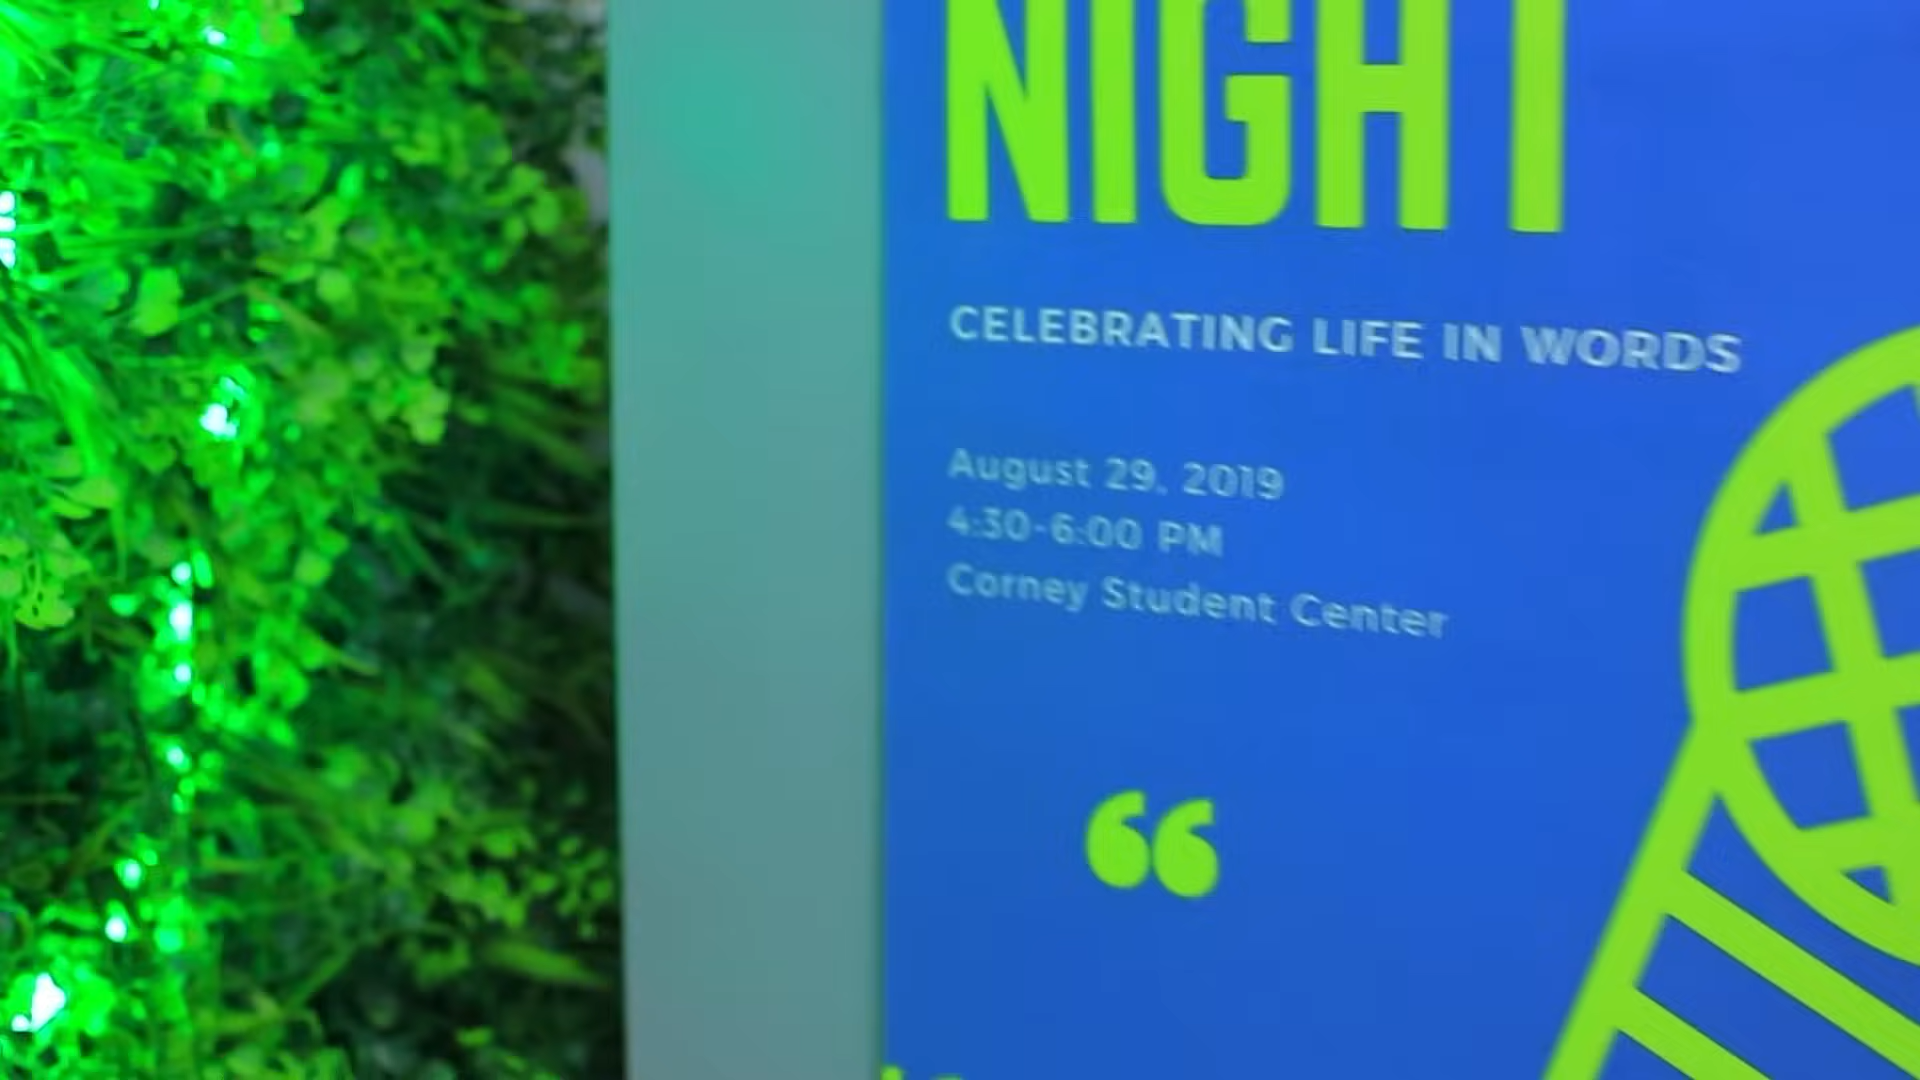 NIGHT
CELEBRATING LIFE IN WORDS
August 29, 2019
4:30-6:00 PM
Corney Student Center
“